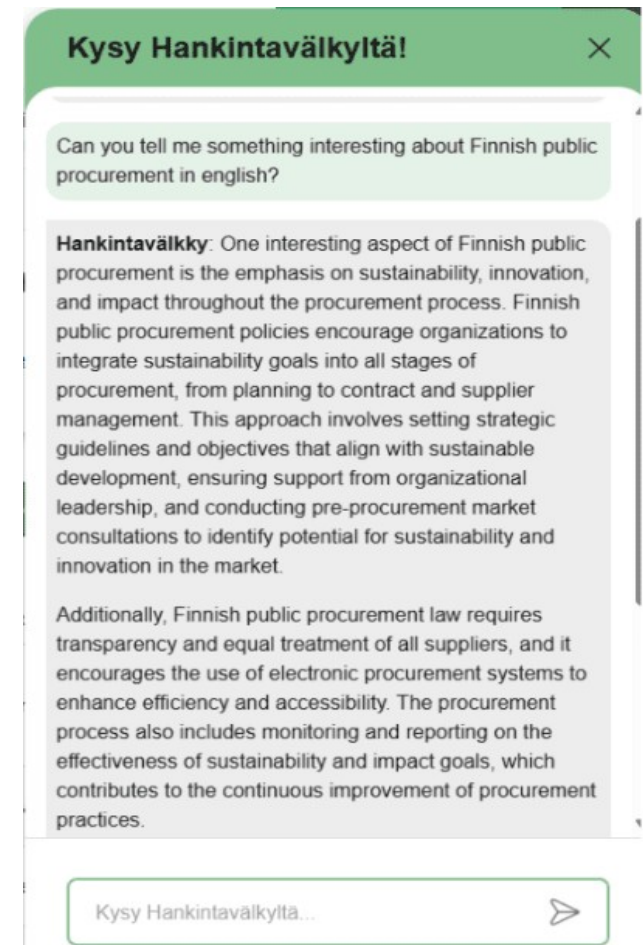 Kysy Hankintavälkyltä!
Can you tell me something interesting about Finnish public
procurement in english?
Hankintavälkky: One interesting aspect of Finnish public
procurement is the emphasis on sustainability, innovation,
and impact throughout the procurement process. Finnish
public procurement policies encourage organizations to
integrate sustainability goals into all stages of
procurement, from planning to contract and supplier
management. This approach involves setting strategic
guidelines and objectives that align with sustainable
development, ensuring support from organizational
leadership, and conducting pre-procurement market
consultations to identify potential for sustainability and
innovation in the market.
Additionally, Finnish public procurement law requires
transparency and equal treatment of all suppliers, and it
encourages the use of electronic procurement systems to
enhance efficiency and accessibility. The procurement
process also includes monitoring and reporting on the
effectiveness of sustainability and impact goals, which
contributes to the continuous improvement of procurement
practices.
Kysy Hankintavälkyltä...